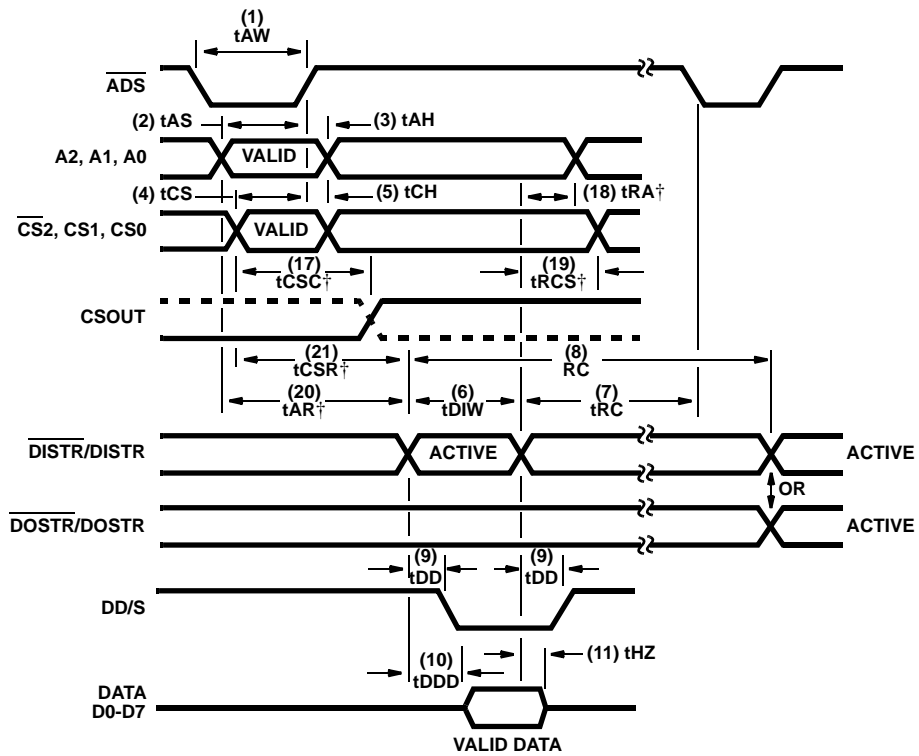 (1)
tAW
ADS
(2) tAS
(3) tAH
A2, A1, A0
VALID
(4) tCS
(5) tCH
(18) tRA†
CS2, CS1, CS0
VALID
(17)
tCSC†
(19)
tRCS†
CSOUT
(21)
tCSR†
(8)
RC
(20)
tAR†
(6)
tDIW
(7)
tRC
DISTR/DISTR
ACTIVE
ACTIVE
OR
DOSTR/DOSTR
ACTIVE
(9)
tDD
(9)
tDD
DD/S
(10)
tDDD
(11) tHZ
DATA
D0-D7
VALID DATA